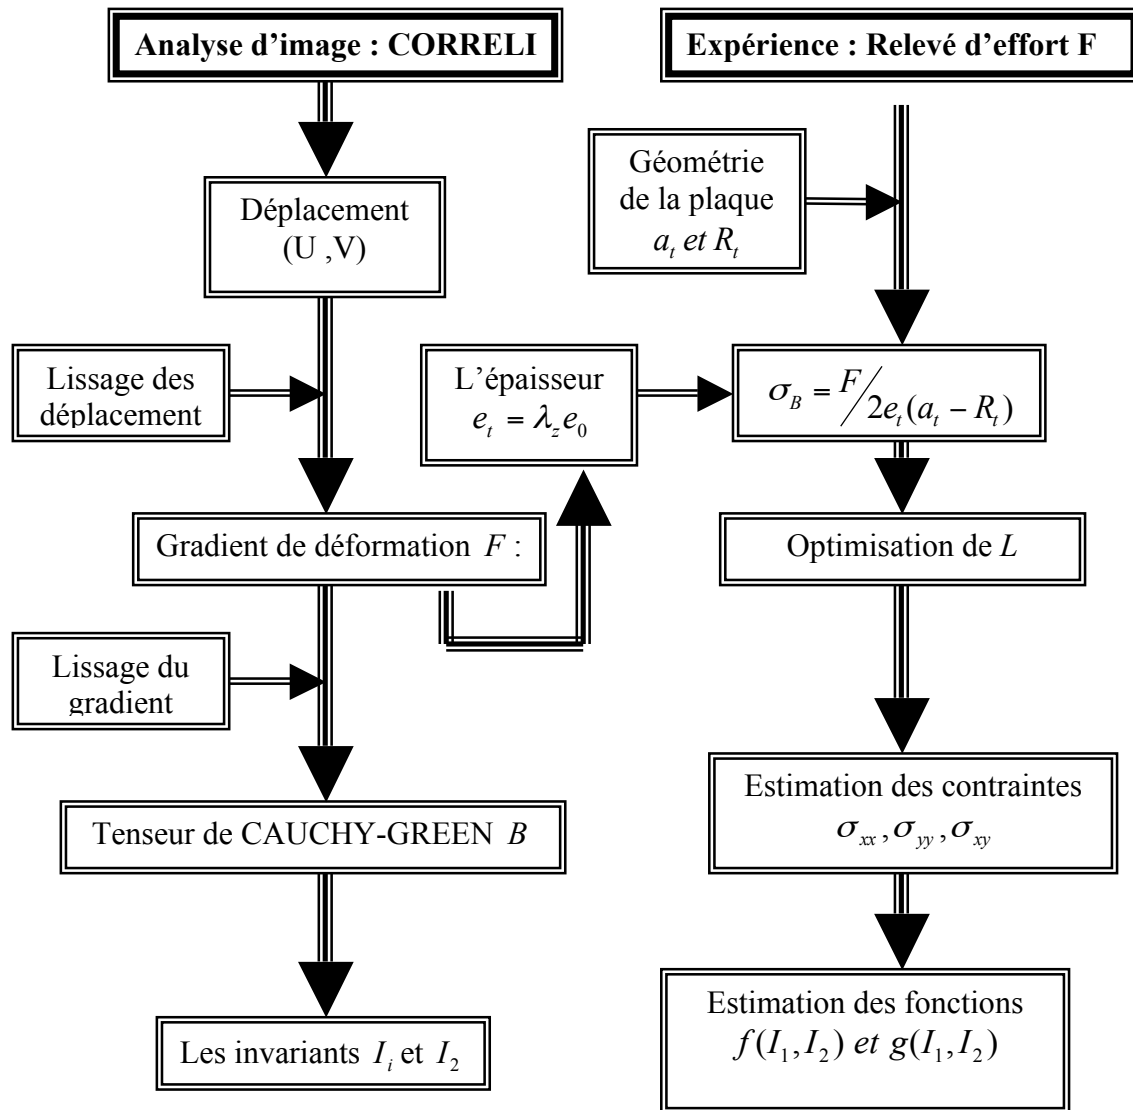 Analyse d’image : CORRELI
Expérience : Relevé d’effort F
Déplacement
(U ,V)
Géométrie
de la plaque
a_t et R_t
Lissage des
déplacement
L’épaisseur
e_t = λ_z e_0
σ_B = F/2e_t(a_t − R_t)
Gradient de déformation F :
Optimisation de L
Lissage du
gradient
Tenseur de CAUCHY-GREEN B
Estimation des contraintes
σ_xx , σ_yy , σ_xy
Les invariants I_i et I_2
Estimation des fonctions
f(I_1, I_2) et g(I_1, I_2)